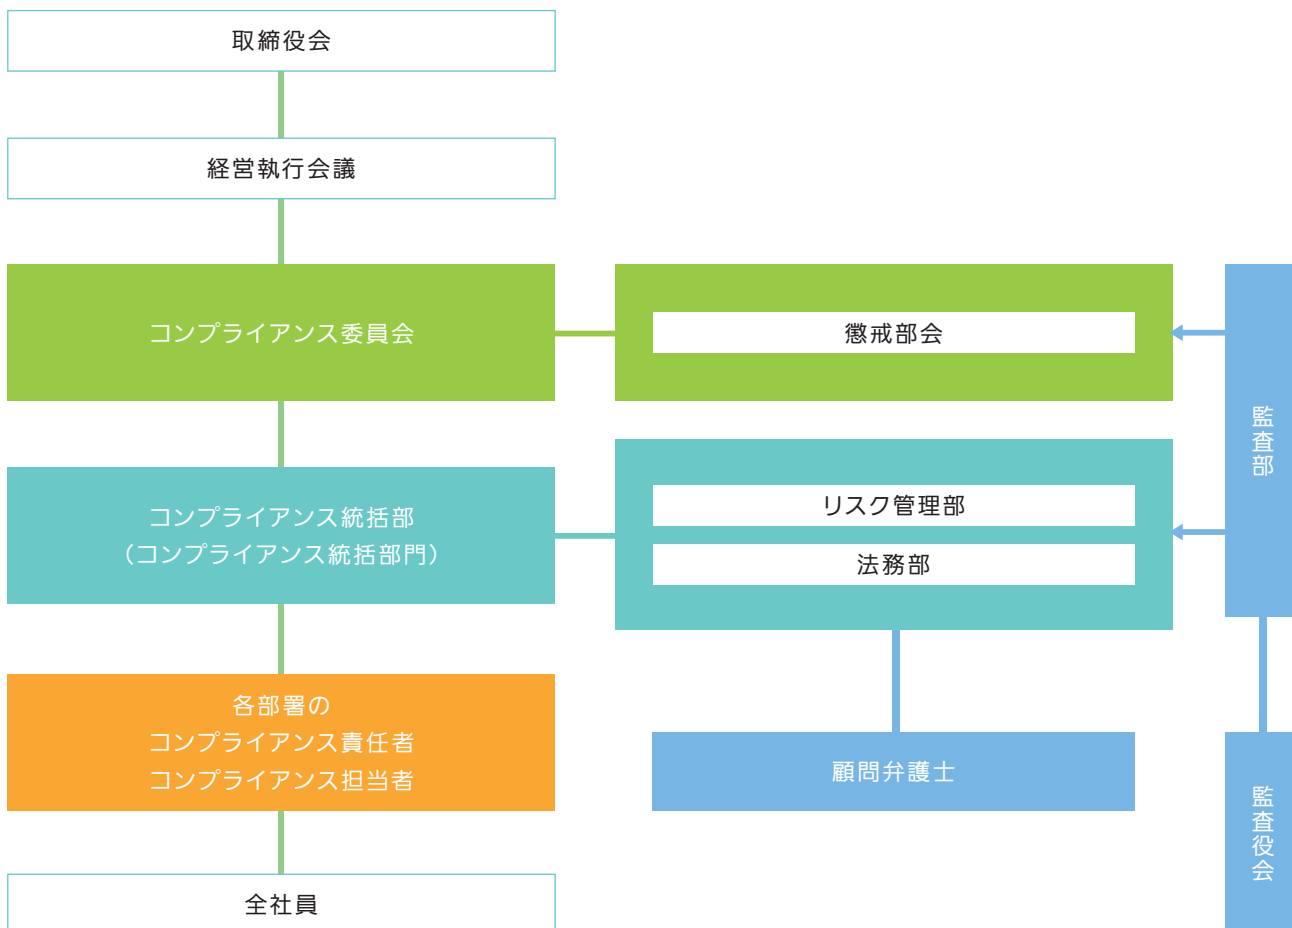 取締役会
経営執行会議
コンプライアンス委員会
懲戒部会
監査部
コンプライアンス統括部
（コンプライアンス統括部門）
リスク管理部
法務部
各部署の
コンプライアンス責任者
コンプライアンス担当者
顧問弁護士
監査役会
全社員